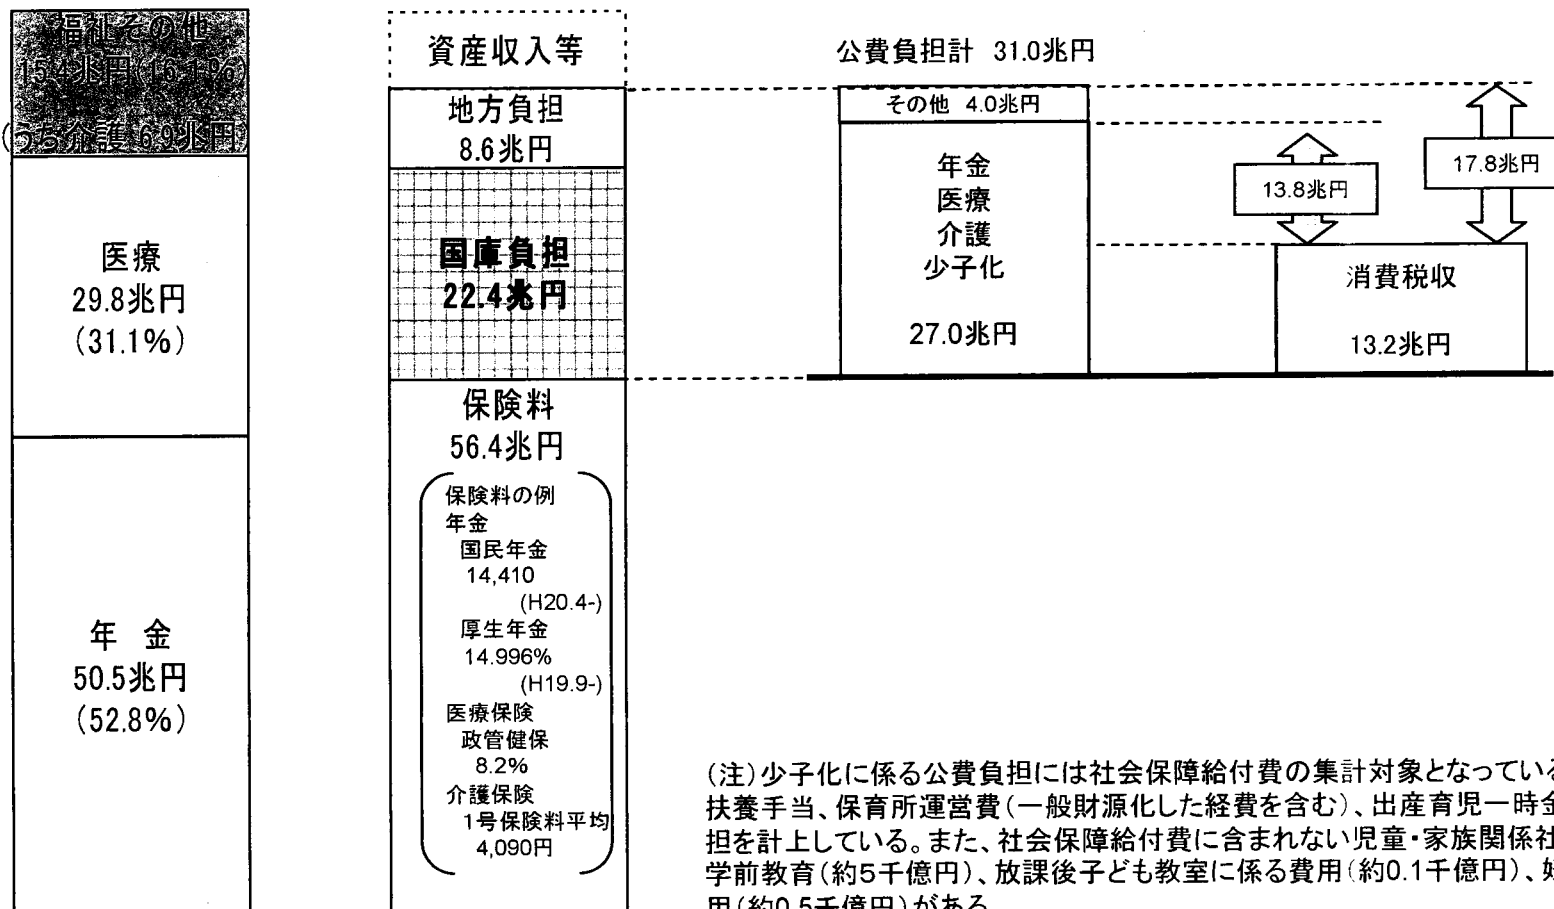 福祉その他
15.4兆円(16.1%)
(うち介護 6.9兆円)
医療
29.8兆円
(31.1%)
年 金
50.5兆円
(52.8%)
資産収入等
地方負担
8.6兆円
国庫負担
22.4兆円
保険料
56.4兆円
保険料の例
年金
国民年金
14,410
(H20.4-)
厚生年金
14.996%
(H19.9-)
医療保険
政管健保
8.2%
介護保険
1号保険料平均
4,090円
公費負担計 31.0兆円
その他 4.0兆円
年金
医療
介護
少子化
27.0兆円
13.8兆円
17.8兆円
消費税収
13.2兆円
(注)少子化に係る公費負担には社会保障給付費の集計対象となっている
扶養手当、保育所運営費(一般財源化した経費を含む)、出産育児一時金
担を計上している。また、社会保障給付費に含まれない児童・家族関係社
学前教育(約5千億円)、放課後子ども教室に係る費用(約0.1千億円)、妊
用(約0.5千億円)がある。